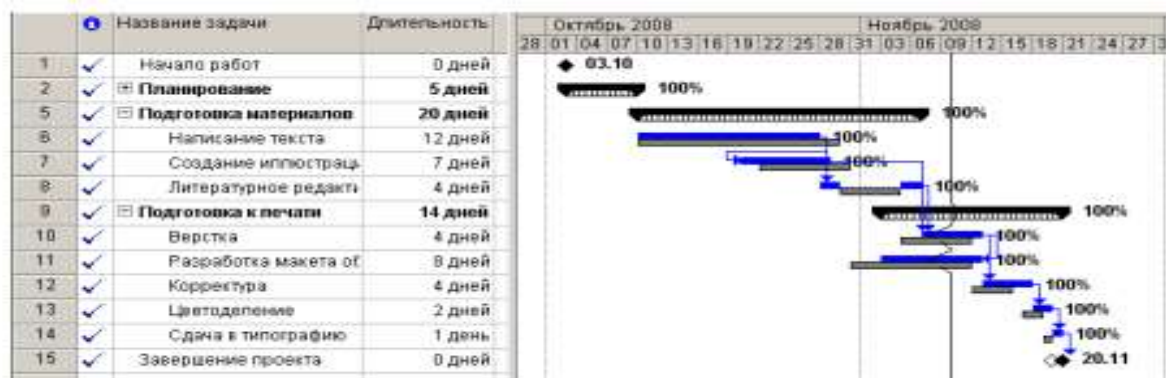 Название задачи Длительность Октябрь 2008 Ноябрь 2008
28 01 04 07 10 13 16 19 22 25 28 31 03 06 09 12 15 18 21 24 27 3
1 Начало работ 0 дней 03.10
2 Планирование 5 дней 100%
5 Подготовка материалов 20 дней 100%
6 Написание текста 12 дней 100%
7 Создание иллюстрац 7 дней 100%
8 Литературное редакти 4 дней 100%
9 Подготовка к печати 14 дней 100%
10 Верстка 4 дней 100%
11 Разработка макета об 8 дней 100%
12 Корректура 4 дней 100%
13 Цветоделение 2 дней 100%
14 Сдача в типографию 1 день 100%
15 Завершение проекта 0 дней 20.11